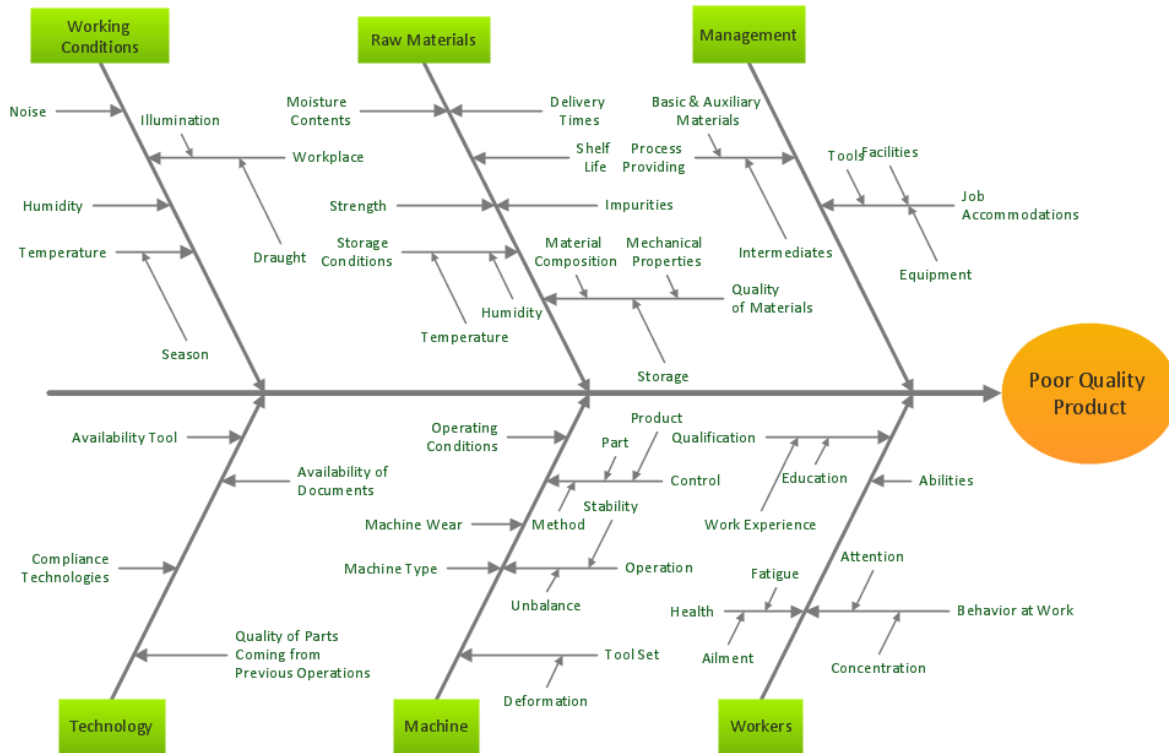 Working
Conditions
Raw Materials
Management
Noise
Illumination
Workplace
Humidity
Temperature
Draught
Season
Moisture
Contents
Delivery
Times
Shelf
Life
Strength
Impurities
Storage
Conditions
Temperature
Humidity
Material
Composition
Mechanical
Properties
Quality
of Materials
Storage
Basic & Auxiliary
Materials
Process
Providing
Intermediates
Tools
Facilities
Job
Accommodations
Equipment
Poor Quality
Product
Availability Tool
Availability of
Documents
Compliance
Technologies
Quality of Parts
Coming from
Previous Operations
Operating
Conditions
Part
Product
Control
Method
Machine Wear
Stability
Machine Type
Operation
Unbalance
Tool Set
Deformation
Qualification
Education
Work Experience
Abilities
Attention
Fatigue
Health
Behavior at Work
Ailment
Concentration
Technology
Machine
Workers